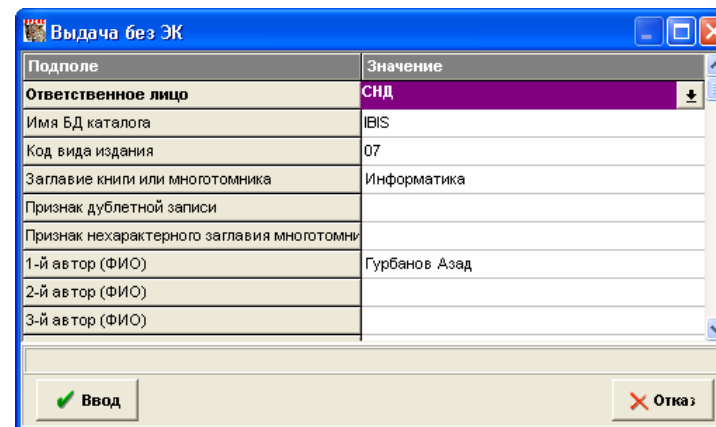 Выдача без ЭК
Подполе Значение
Ответственное лицо СНД
Имя БД каталога IBIS
Код вида издания 07
Заглавие книги или многотомника Информатика
Признак дублетной записи
Признак нехарактерного заглавия многотомни
1-й автор (ФИО) Гурбанов Азад
2-й автор (ФИО)
3-й автор (ФИО)
Ввод Отказ